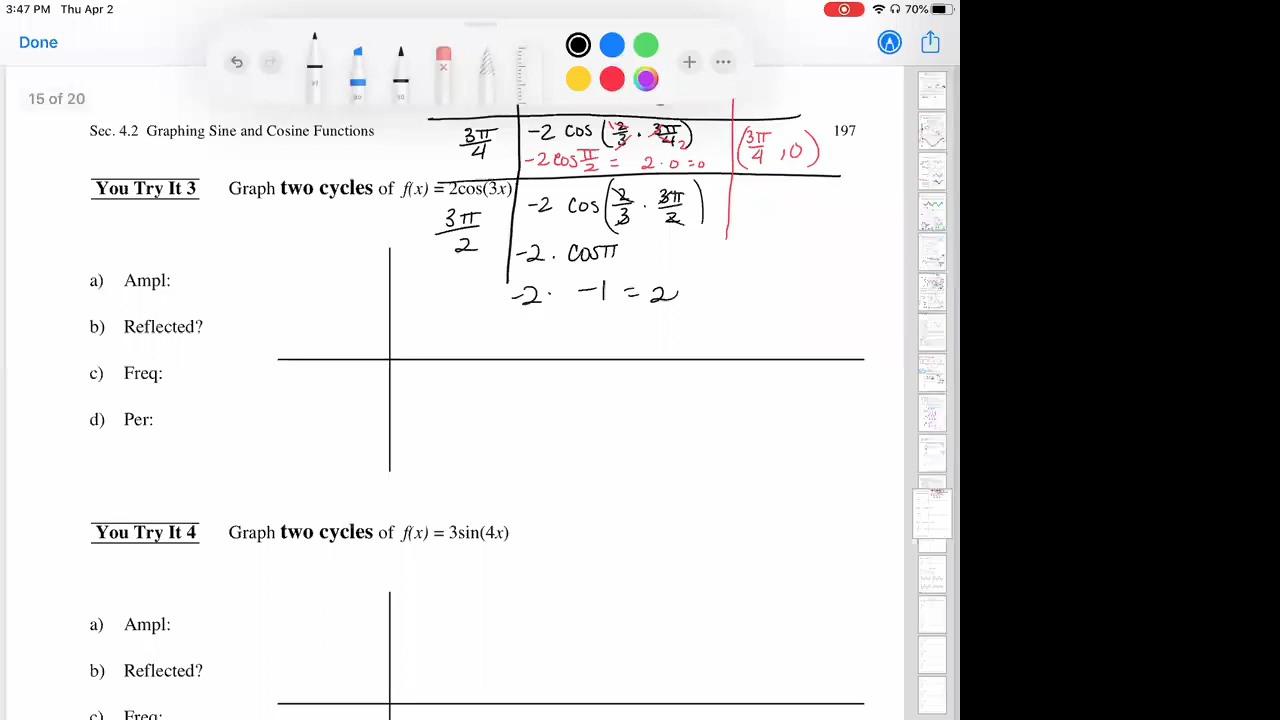 3:47 PM Thu Apr 2
70%
Done
15 of 20
Sec. 4.2 Graphing Sine and Cosine Functions
197
3π/4
-2 cos (2/3 · 3π/4)
-2 cos π/2 = 2 · 0 = 0
(3π/4 , 0)
You Try It 3 Graph two cycles of f(x) = 2cos(3x)
3π/2
-2 cos (2/3 · 3π/2)
-2 · cos π
-2 · -1 = 2
a) Ampl:
b) Reflected?
c) Freq:
d) Per:
You Try It 4 Graph two cycles of f(x) = 3sin(4x)
a) Ampl:
b) Reflected?
c) Freq: